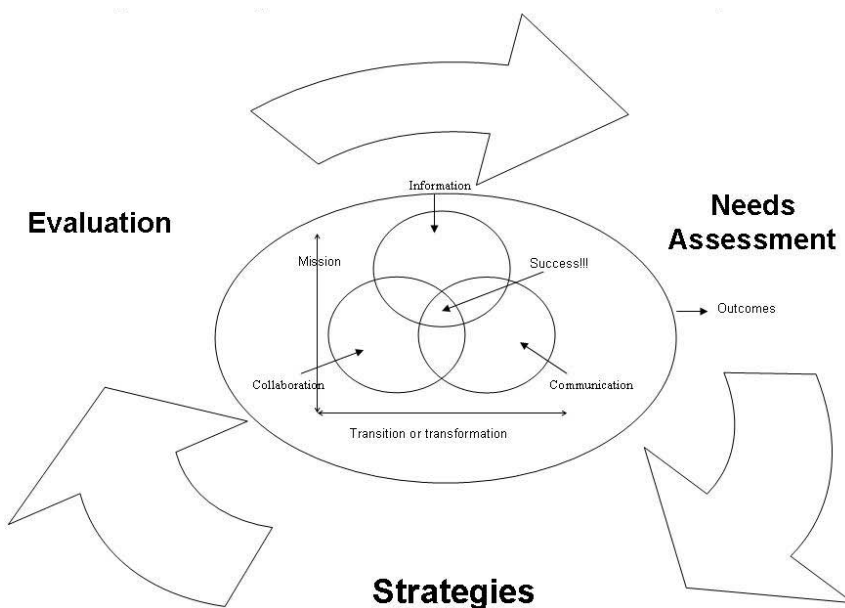 Information
Evaluation
Needs
Assessment
Mission
Success!!!
Outcomes
Collaboration
Communication
Transition or transformation
Strategies